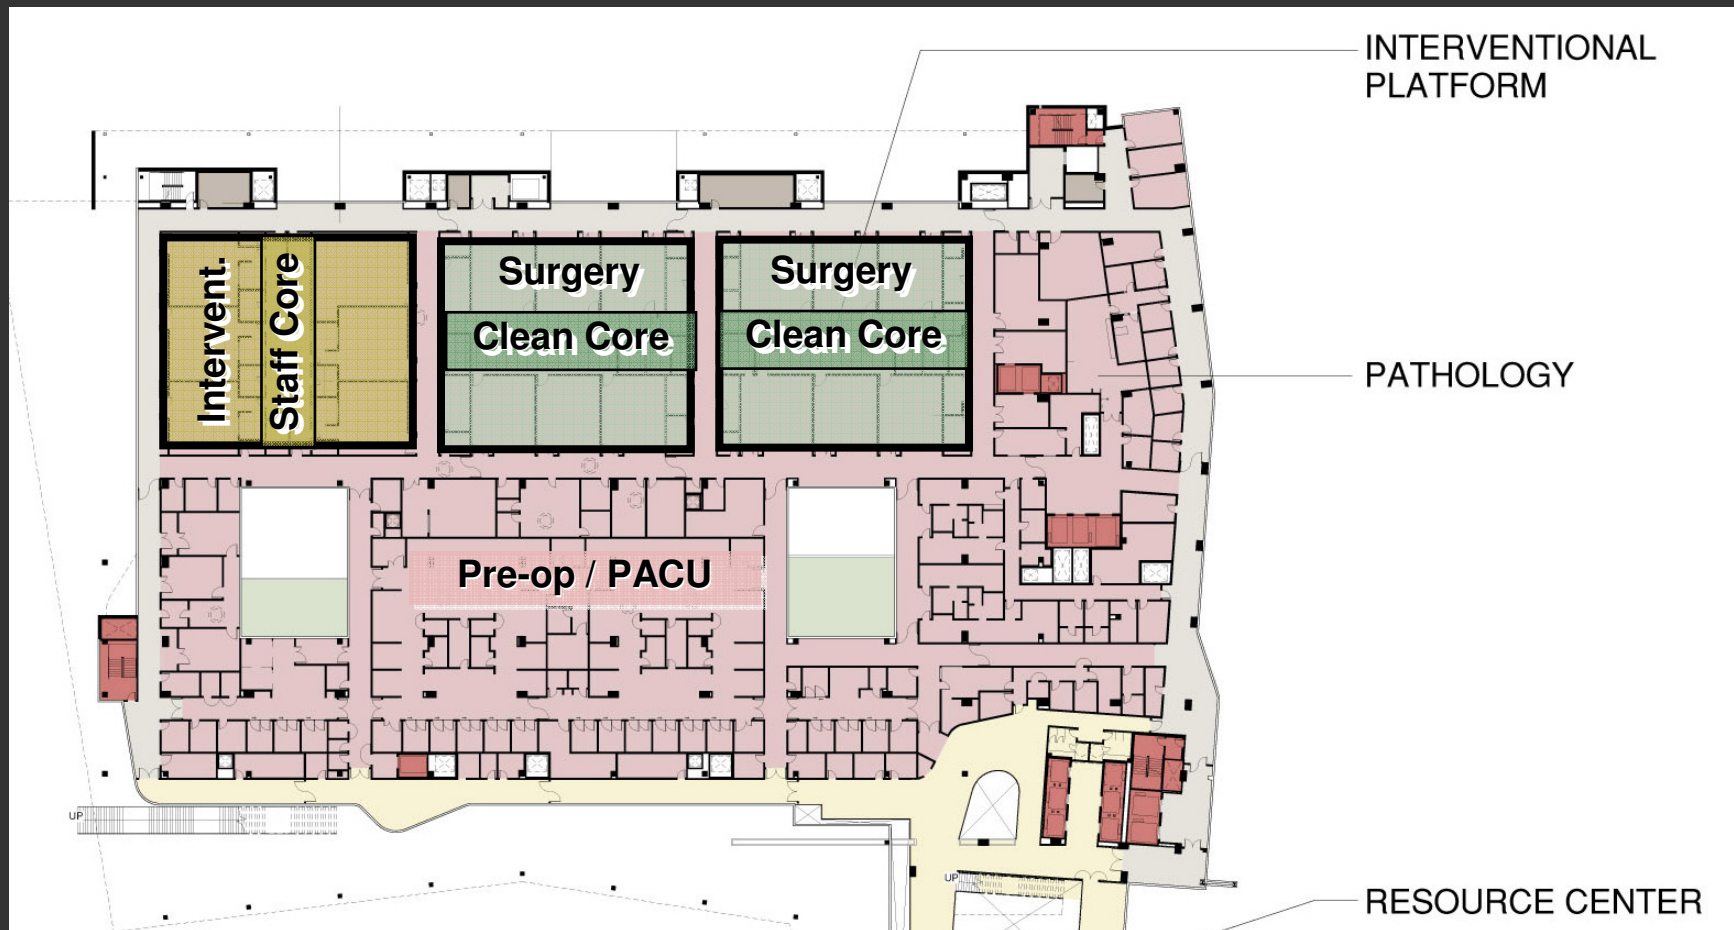 INTERVENTIONAL
PLATFORM
Intervent.
Staff Core
Surgery
Clean Core
Surgery
Clean Core
PATHOLOGY
Pre-op / PACU
UP
UP
RESOURCE CENTER